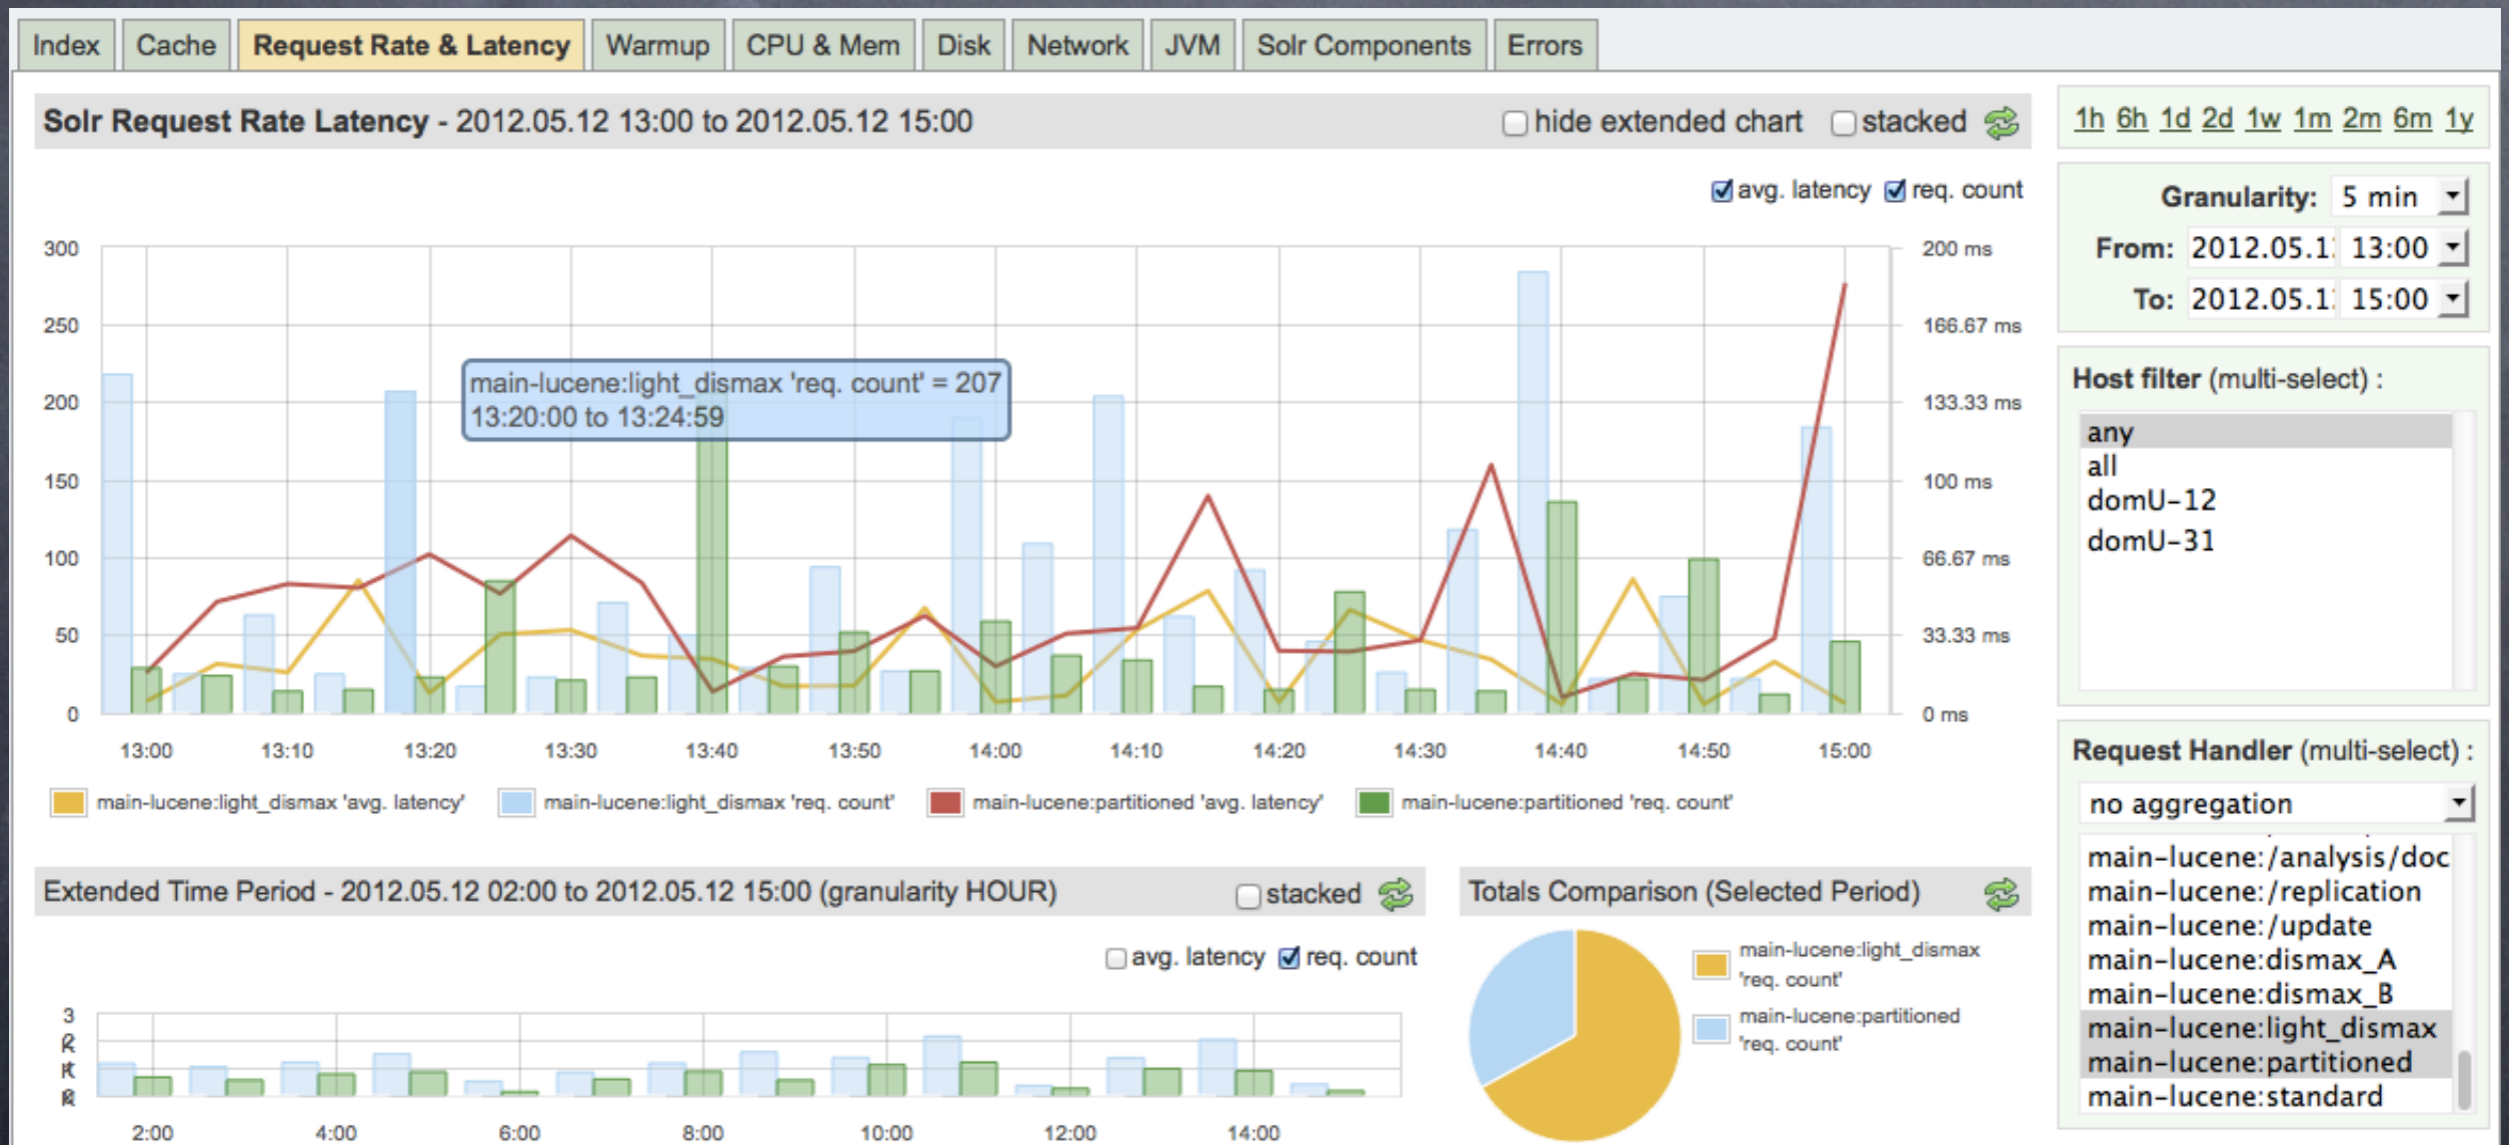 Index Cache Request Rate & Latency Warmup CPU & Mem Disk Network JVM Solr Components Errors
Solr Request Rate Latency - 2012.05.12 13:00 to 2012.05.12 15:00 hide extended chart stacked
avg. latency req. count
300
250
200
150
100
50
0
200 ms
166.67 ms
133.33 ms
100 ms
66.67 ms
33.33 ms
0 ms
main-lucene:light_dismax 'req. count' = 207
13:20:00 to 13:24:59
13:00 13:10 13:20 13:30 13:40 13:50 14:00 14:10 14:20 14:30 14:40 14:50 15:00
main-lucene:light_dismax 'avg. latency' main-lucene:light_dismax 'req. count' main-lucene:partitioned 'avg. latency' main-lucene:partitioned 'req. count'
Extended Time Period - 2012.05.12 02:00 to 2012.05.12 15:00 (granularity HOUR) stacked
avg. latency req. count
3
2:00 4:00 6:00 8:00 10:00 12:00 14:00
Totals Comparison (Selected Period)
main-lucene:light_dismax
'req. count'
main-lucene:partitioned
'req. count'
1h 6h 1d 2d 1w 1m 2m 6m 1y
Granularity: 5 min
From: 2012.05.1 13:00
To: 2012.05.1 15:00
Host filter (multi-select) :
any
all
domU-12
domU-31
Request Handler (multi-select) :
no aggregation
main-lucene:/analysis/doc
main-lucene:/replication
main-lucene:/update
main-lucene:dismax_A
main-lucene:dismax_B
main-lucene:light_dismax
main-lucene:partitioned
main-lucene:standard